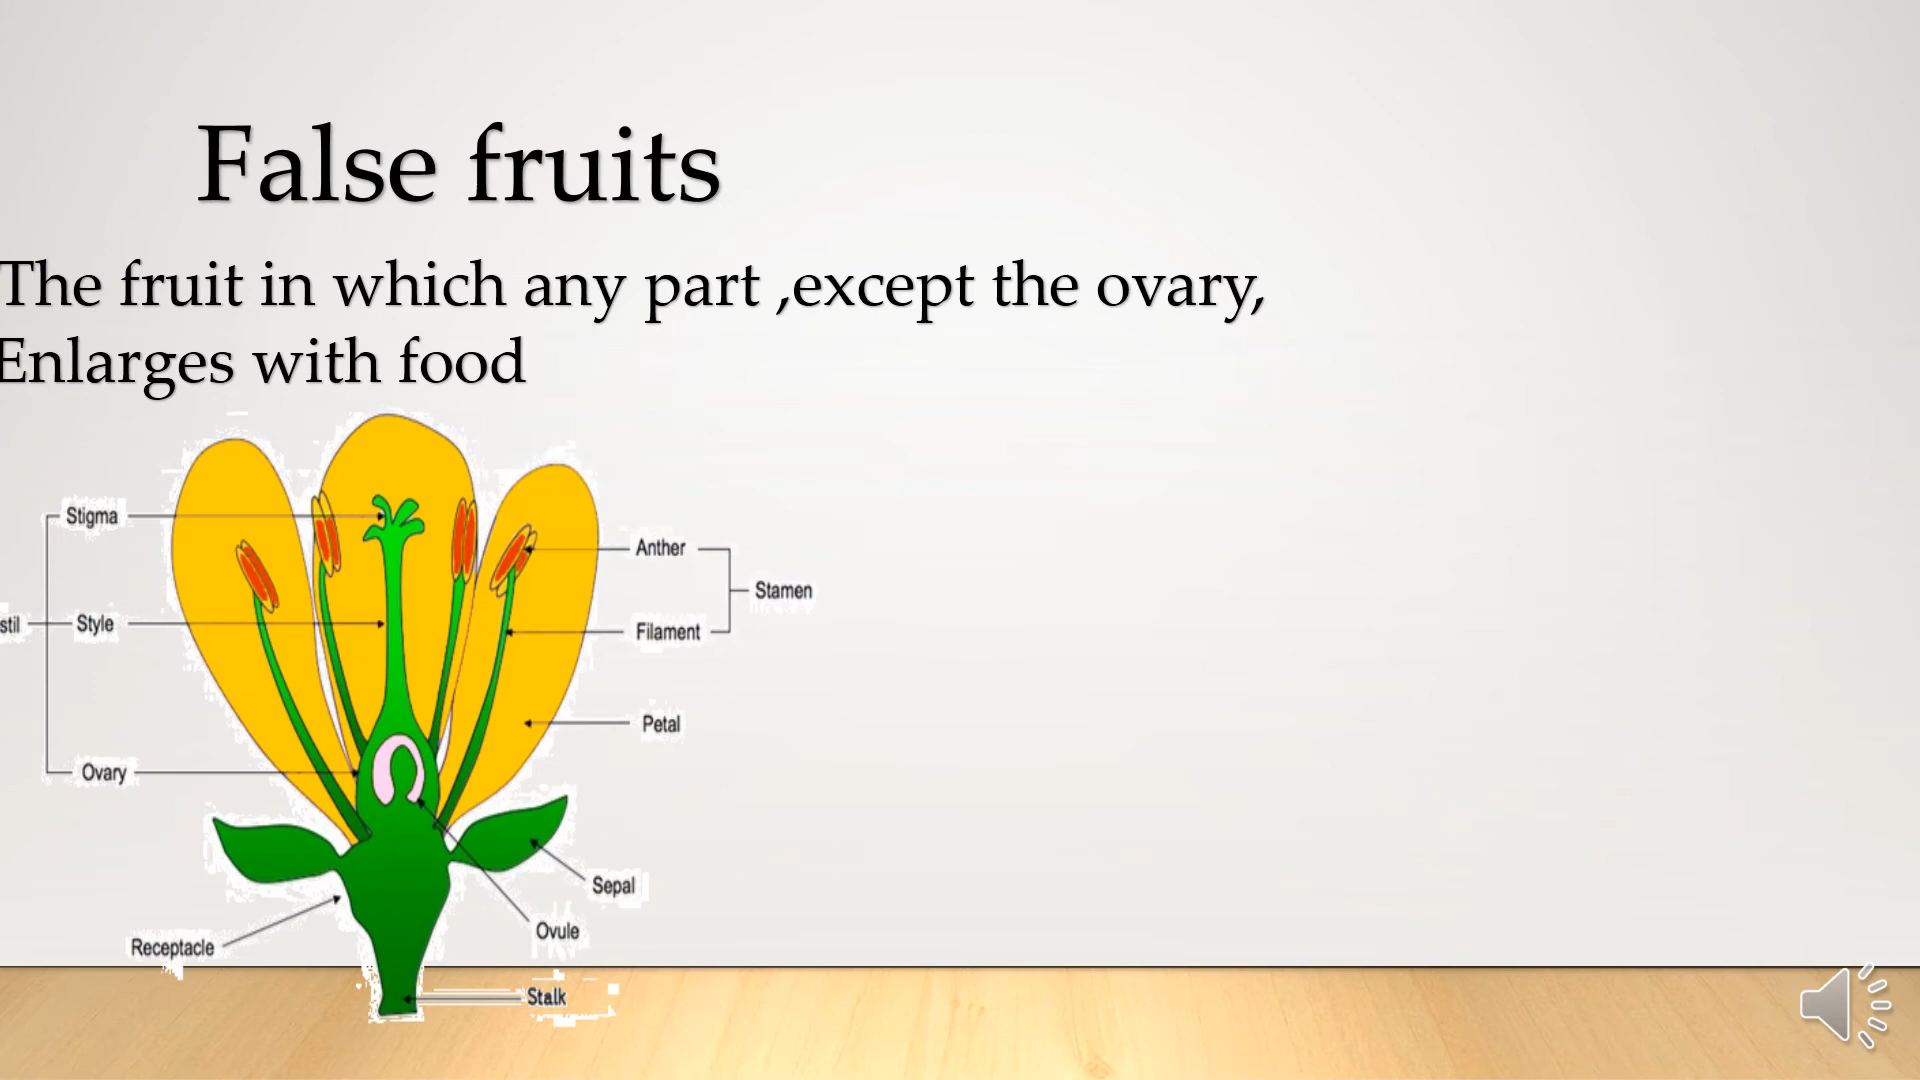 False fruits
The fruit in which any part ,except the ovary,
Enlarges with food
Stigma
Anther
Stamen
stil
Style
Filament
Petal
Ovary
Sepal
Ovule
Receptacle
Stalk